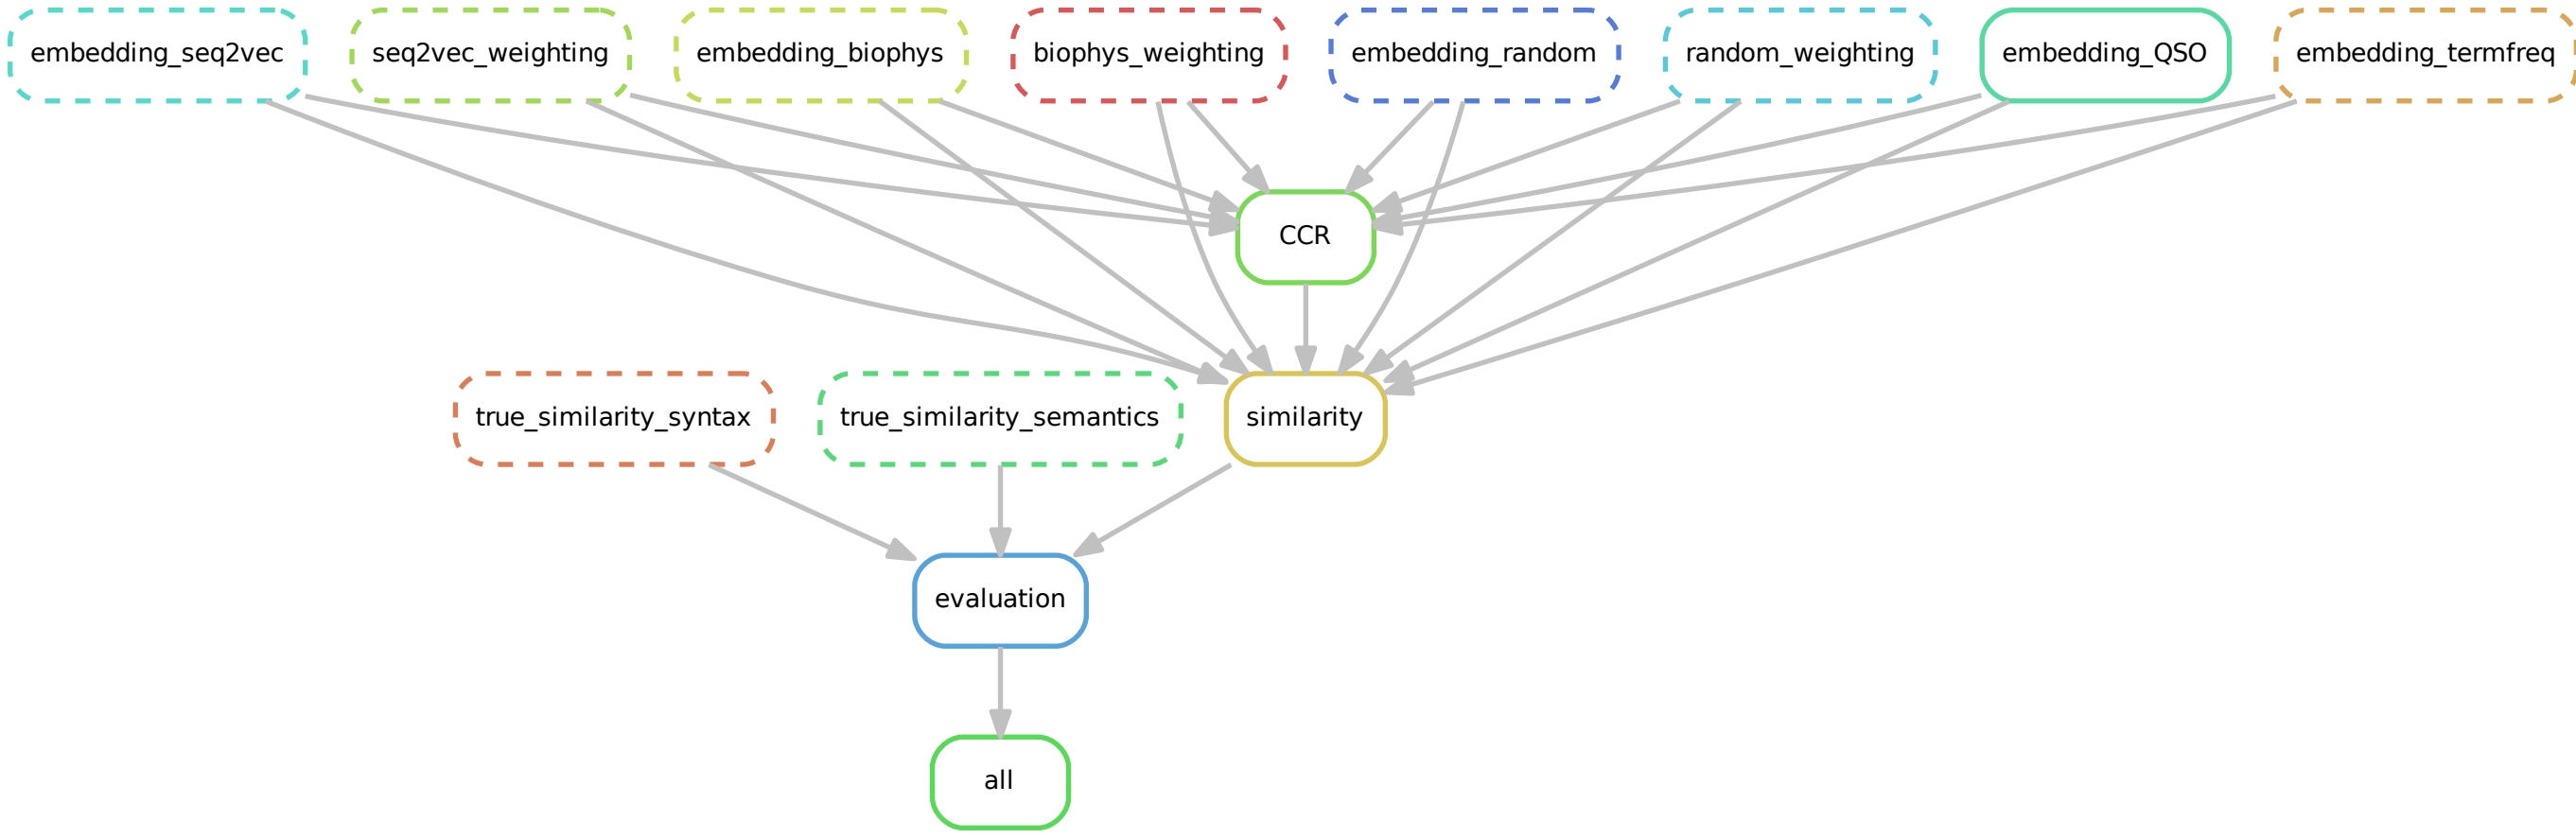 embedding_seq2vec
seq2vec_weighting
embedding_biophys
biophys_weighting
embedding_random
random_weighting
embedding_QSO
embedding_termfreq
CCR
true_similarity_syntax
true_similarity_semantics
similarity
evaluation
all